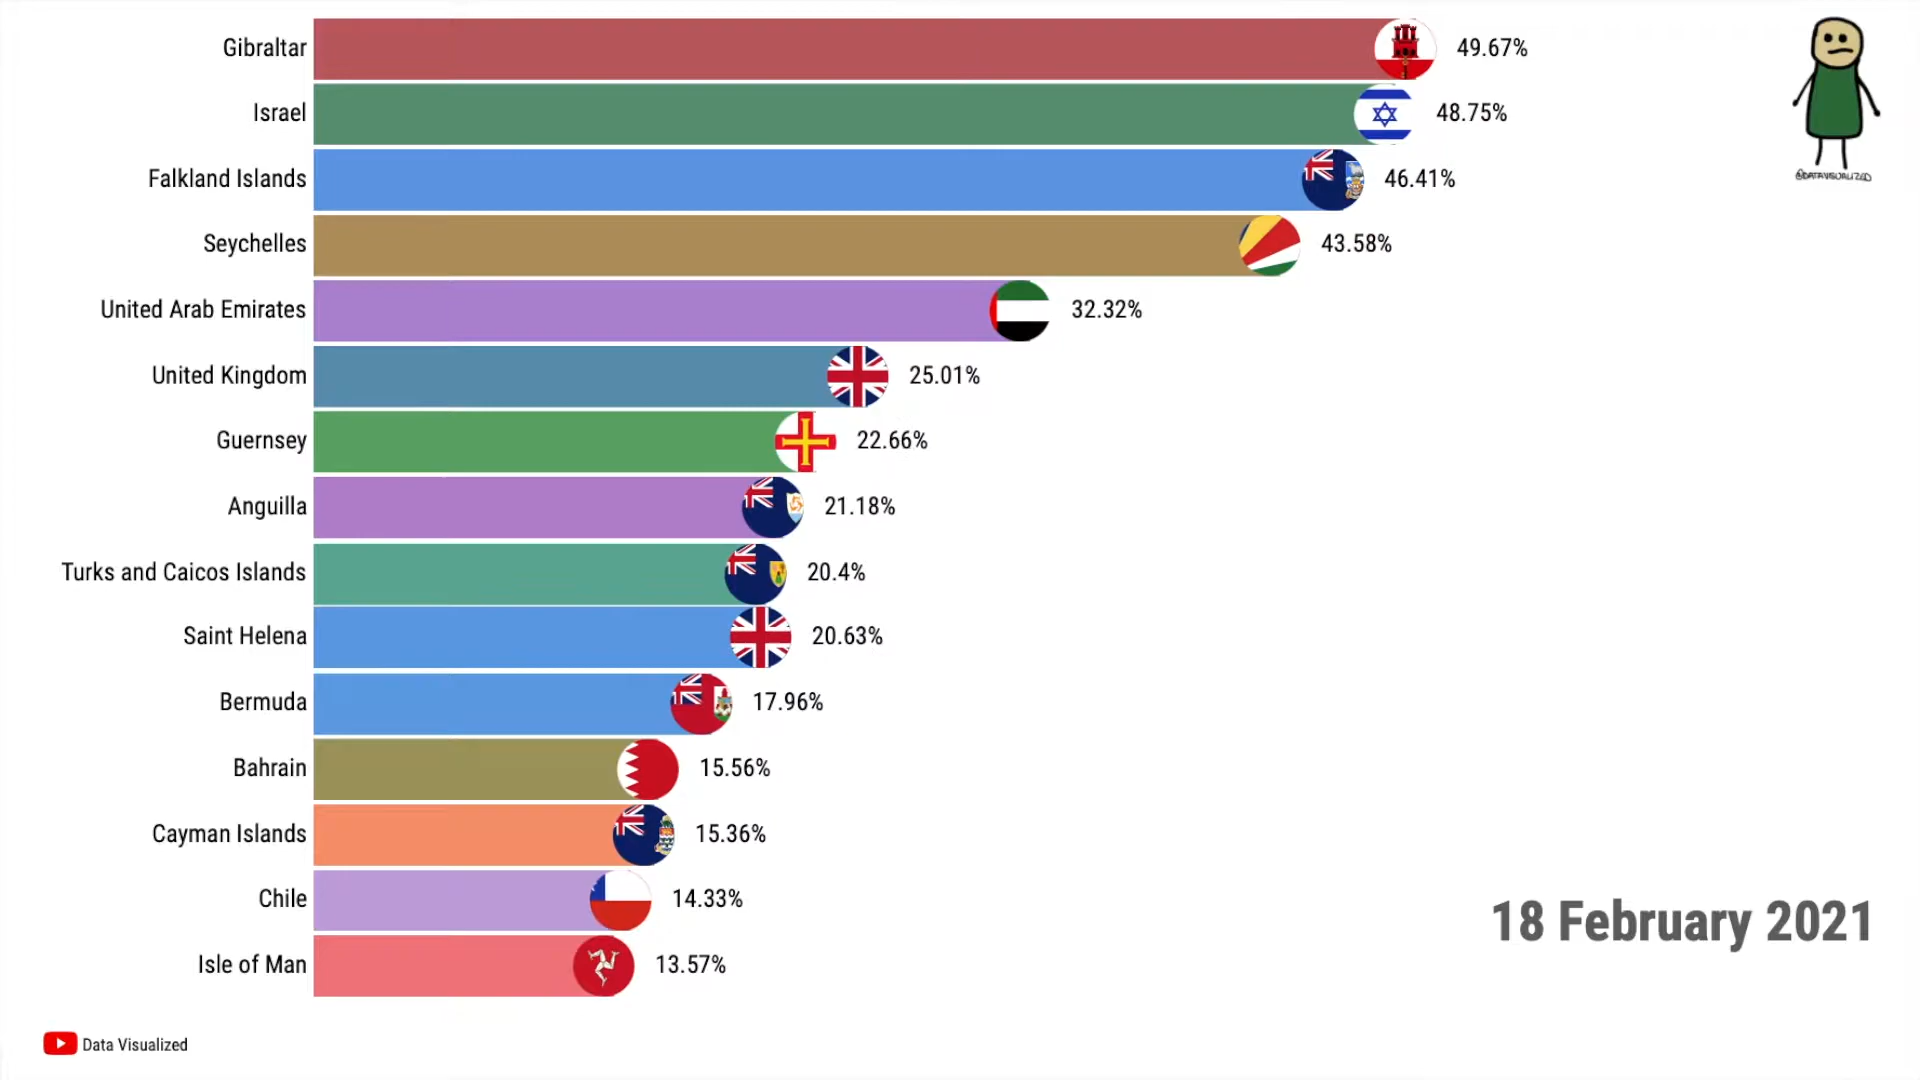 Gibraltar 49.67%
Israel 48.75%
Falkland Islands 46.41%
Seychelles 43.58%
United Arab Emirates 32.32%
United Kingdom 25.01%
Guernsey 22.66%
Anguilla 21.18%
Turks and Caicos Islands 20.4%
Saint Helena 20.63%
Bermuda 17.96%
Bahrain 15.56%
Cayman Islands 15.36%
Chile 14.33%
Isle of Man 13.57%
@DATAVISUALIZED
18 February 2021
Data Visualized